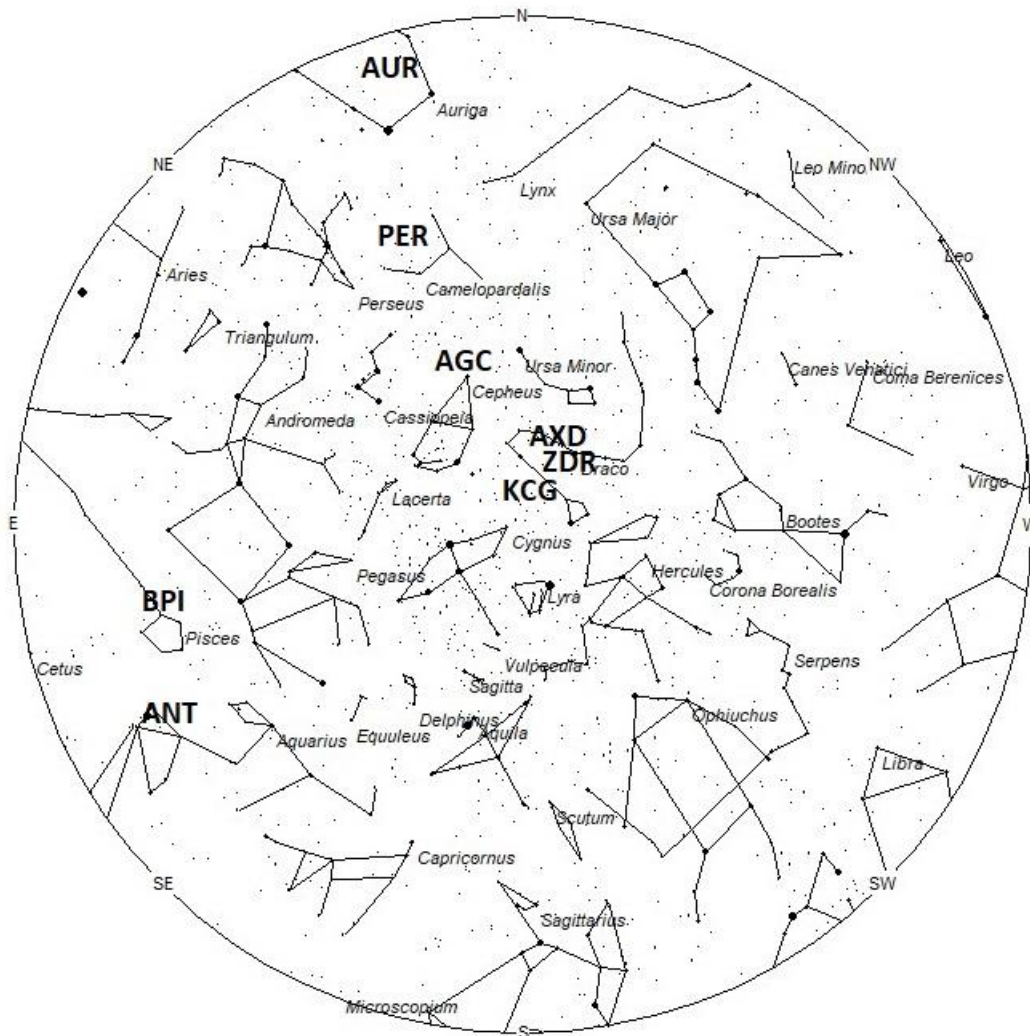 N
AUR
Auriga
NE
NW
Lep Mino
Lynx
Ursa Major
PER
Leo
Aries
Camelopardalis
Perseus
Triangulum
AGC
Ursa Minor
Canes Venatici
Coma Berenices
Cepheus
Cassiopeia
Andromeda
AXD
ZDR
Draco
Virgo
KCG
Lacerta
E
Bootes
W
Cygnus
Pegasus
Hercules
Corona Borealis
BPI
Lyra
Pisces
Cetus
Vulpecula
Serpens
Sagitta
ANT
Ophiuchus
Delphinus
Equuleus
Aquila
Aquarius
Libra
Scutum
Capricornus
SE
SW
Sagittarius
Microscopium
S